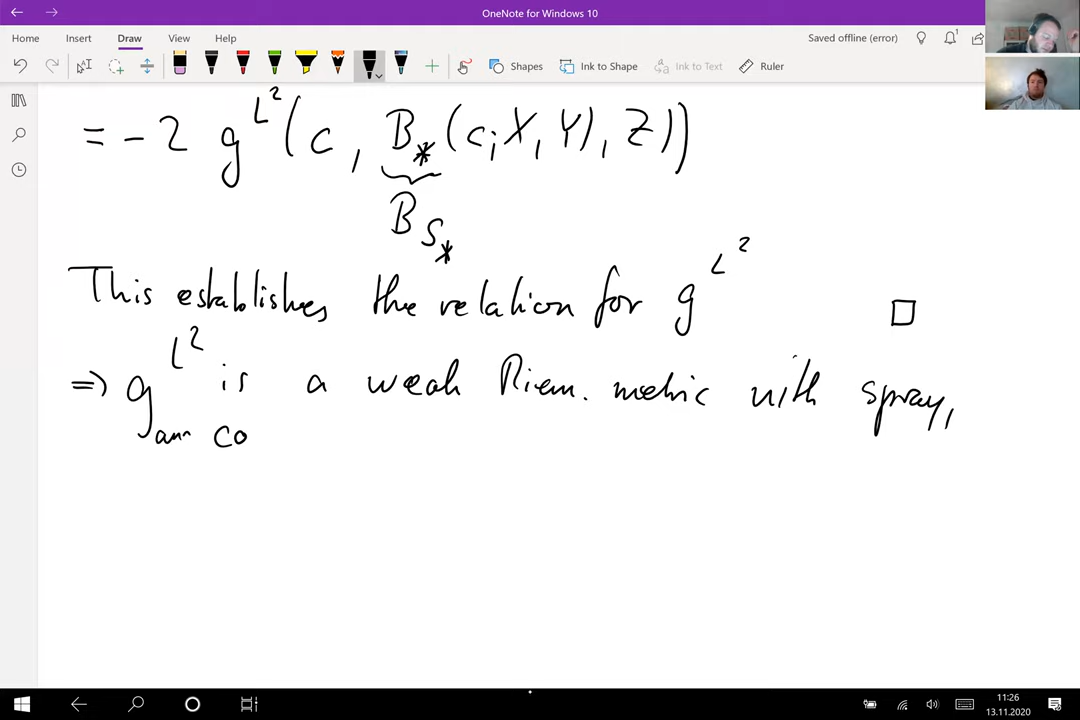 OneNote for Windows 10
Home Insert Draw View Help Saved offline (error)
Shapes Ink to Shape Ink to Text Ruler
= - 2 g^{L^2} (c, B_* (c; X, Y), Z))
B_{S_*}
This establishes the relation for g^{L^2} □
=> g^{L^2} is a weak Riem. metric with spray,
co
11:26
13.11.2020